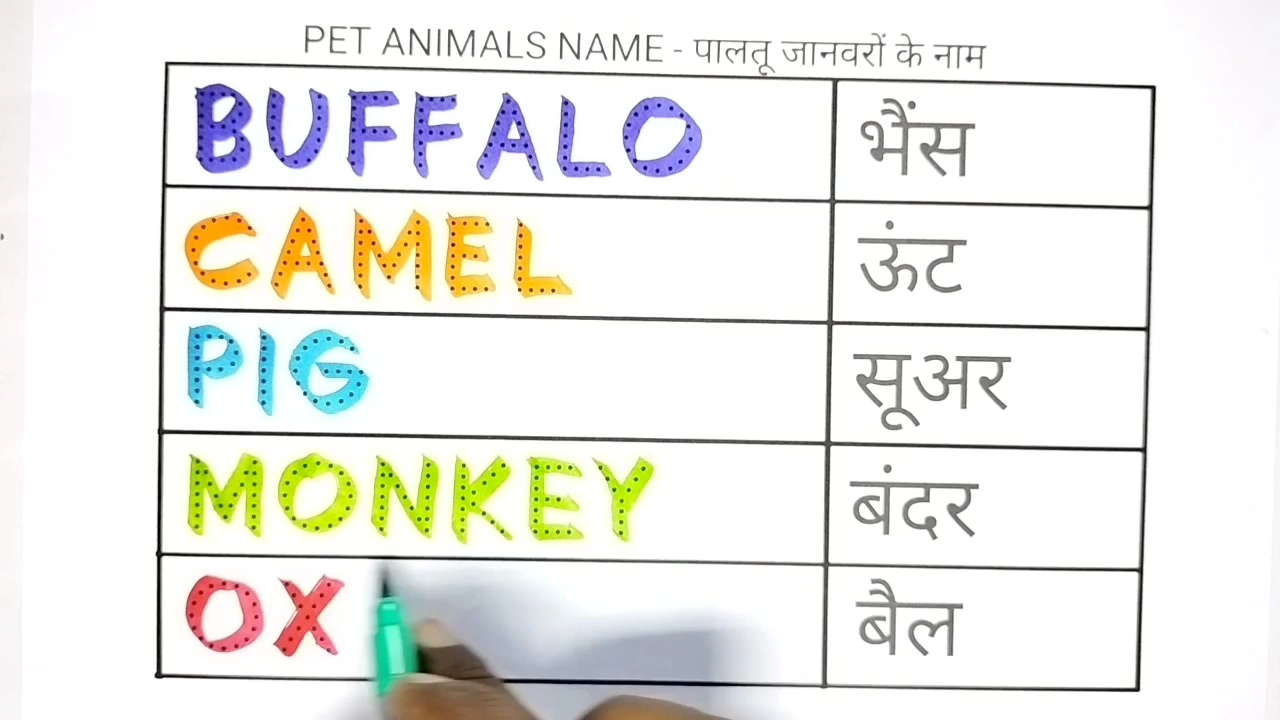 PET ANIMALS NAME - पालतू जानवरों के नाम
BUFFALO भैंस
CAMEL ऊंट
PIG सूअर
MONKEY बंदर
OX बैल